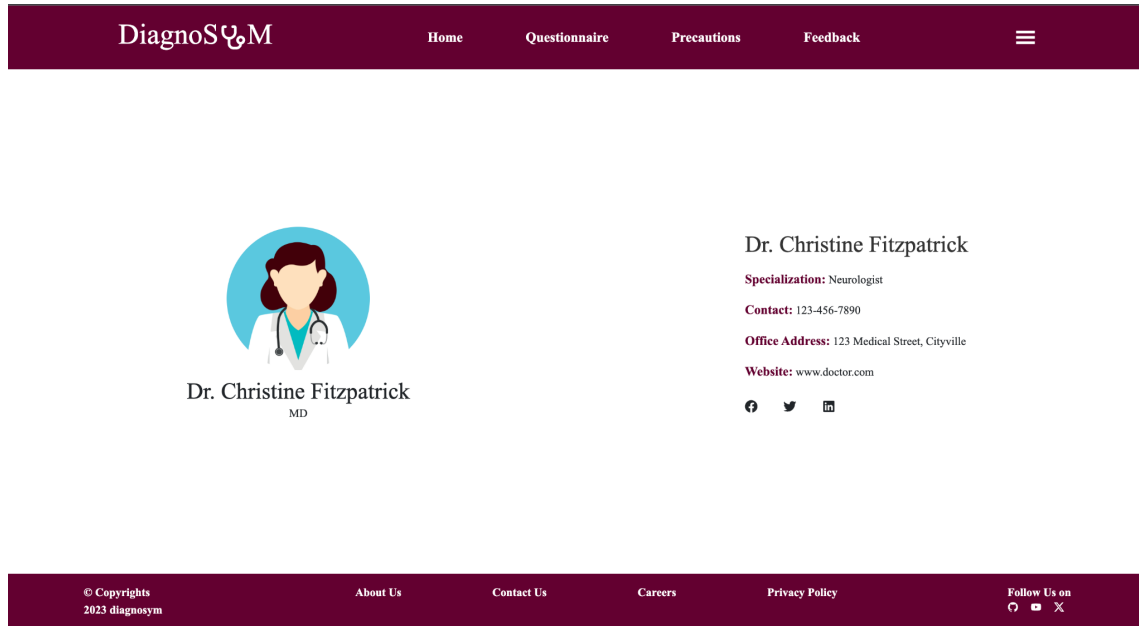 DiagnoSYM
Home Questionnaire Precautions Feedback
Dr. Christine Fitzpatrick
MD
Dr. Christine Fitzpatrick
Specialization: Neurologist
Contact: 123-456-7890
Office Address: 123 Medical Street, Cityville
Website: www.doctor.com
© Copyrights
2023 diagnosym
About Us
Contact Us
Careers
Privacy Policy
Follow Us on